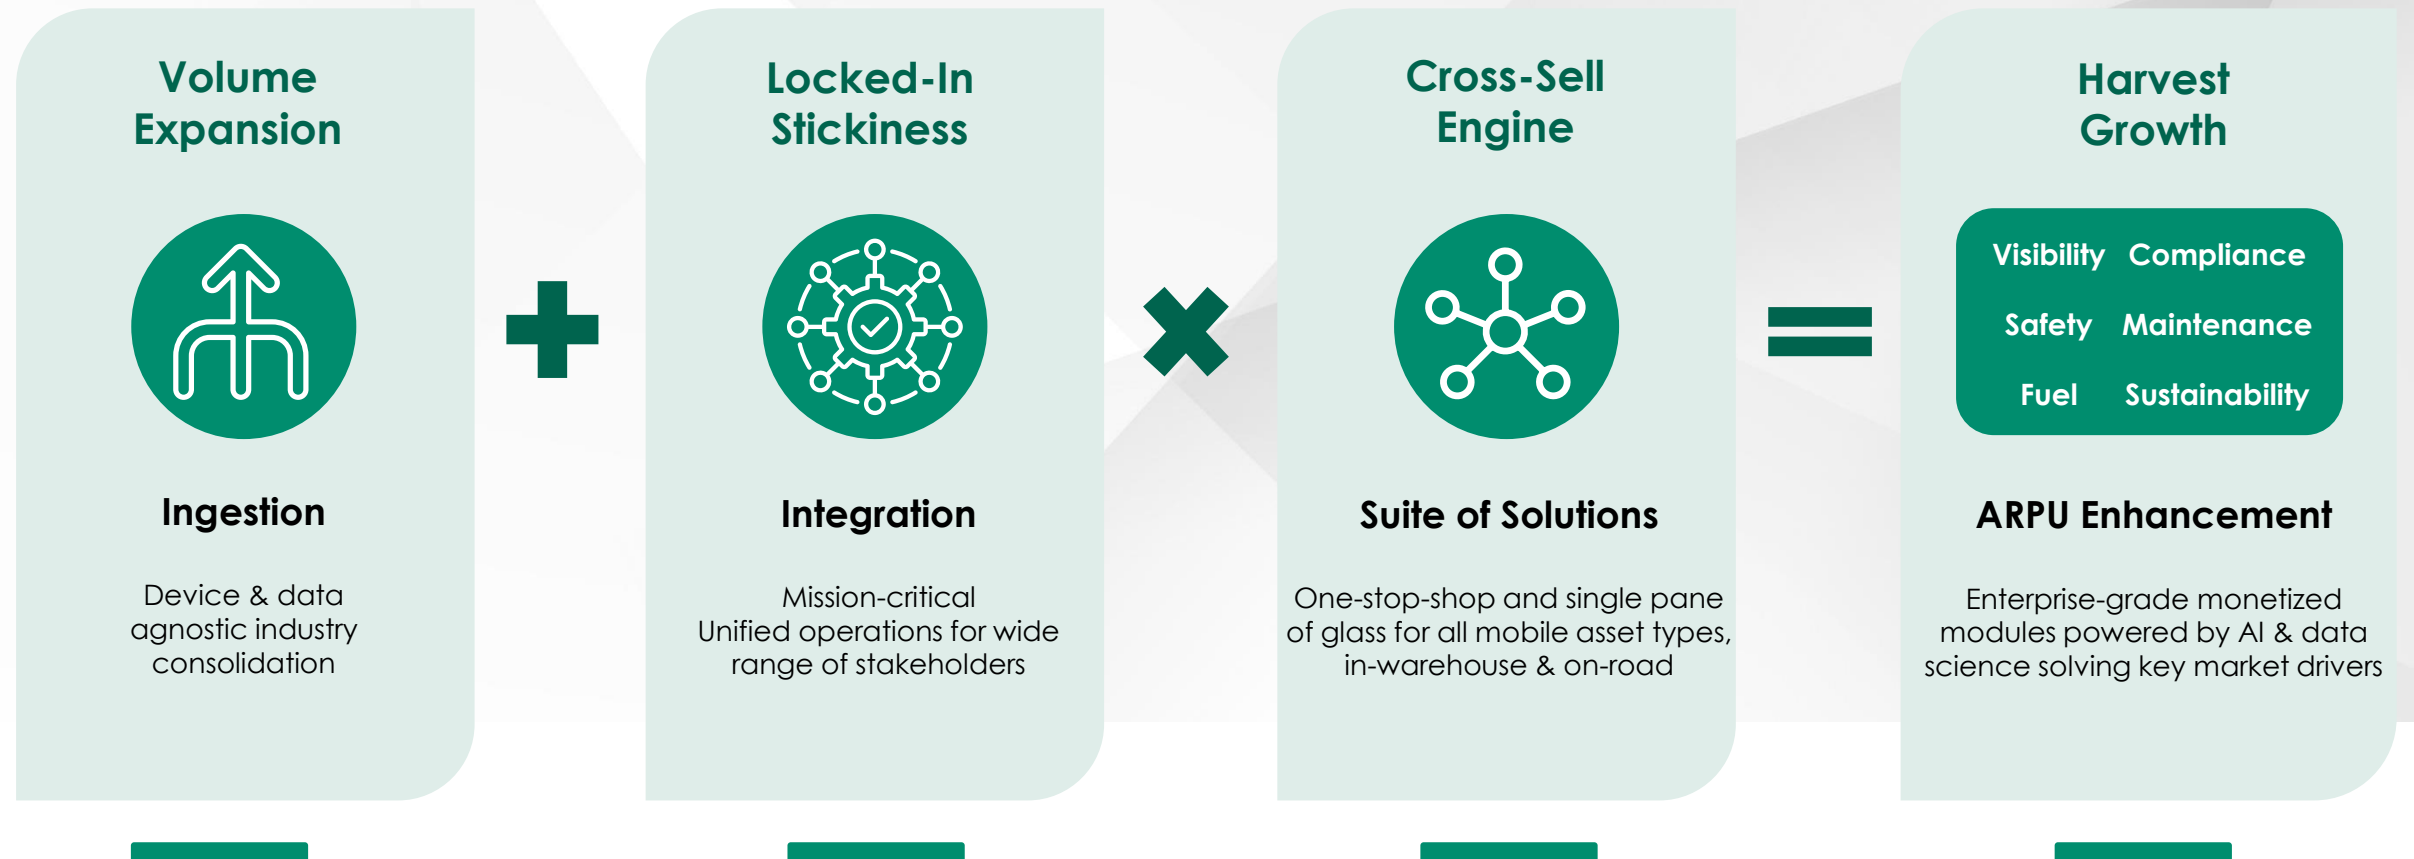 Volume
Expansion
Ingestion
Device & data
agnostic industry
consolidation
Locked-In
Stickiness
Integration
Mission-critical
Unified operations for wide
range of stakeholders
Cross-Sell
Engine
Suite of Solutions
One-stop-shop and single pane
of glass for all mobile asset types,
in-warehouse & on-road
Harvest
Growth
Visibility Compliance
Safety Maintenance
Fuel Sustainability
ARPU Enhancement
Enterprise-grade monetized
modules powered by AI & data
science solving key market drivers